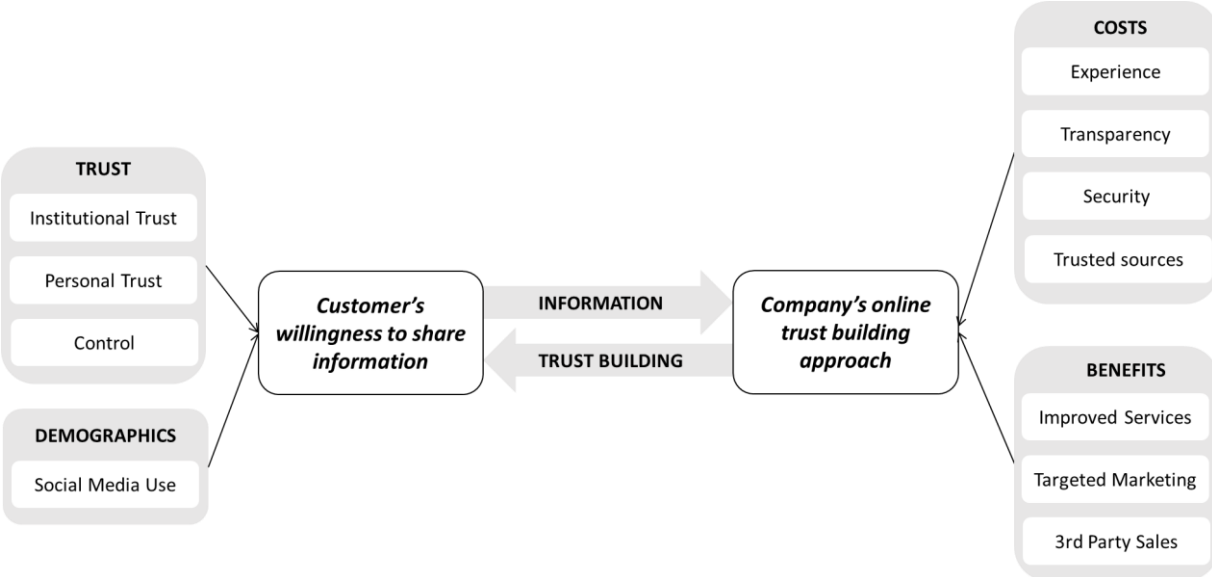 TRUST
Institutional Trust
Personal Trust
Control
DEMOGRAPHICS
Social Media Use
Customer's
willingness to share
information
INFORMATION
TRUST BUILDING
Company's online
trust building
approach
COSTS
Experience
Transparency
Security
Trusted sources
BENEFITS
Improved Services
Targeted Marketing
3rd Party Sales